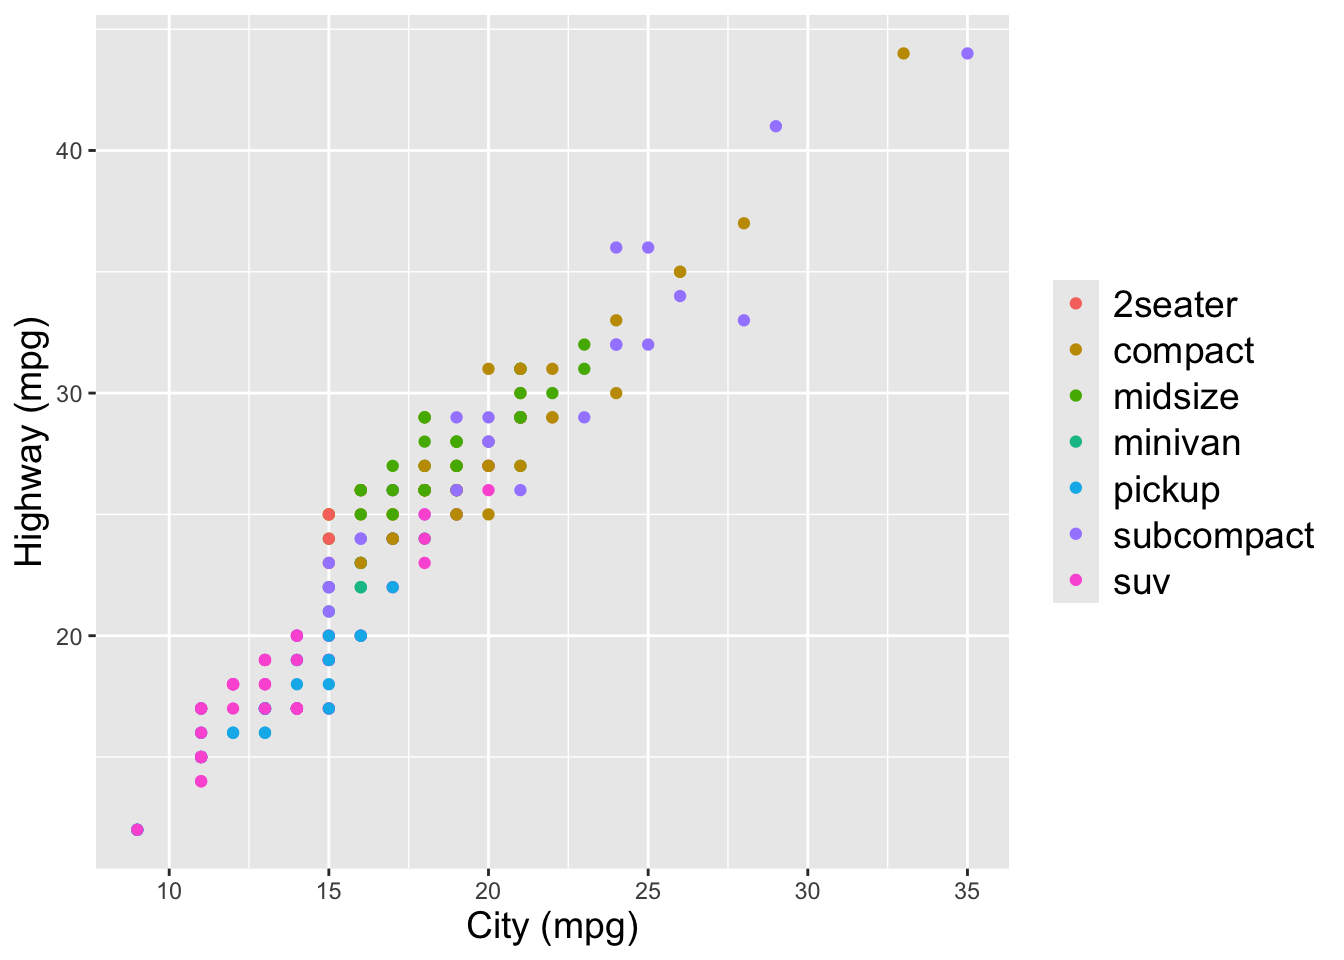 40
30
20
Highway (mpg)
10 15 20 25 30 35
City (mpg)
2seater
compact
midsize
minivan
pickup
subcompact
suv